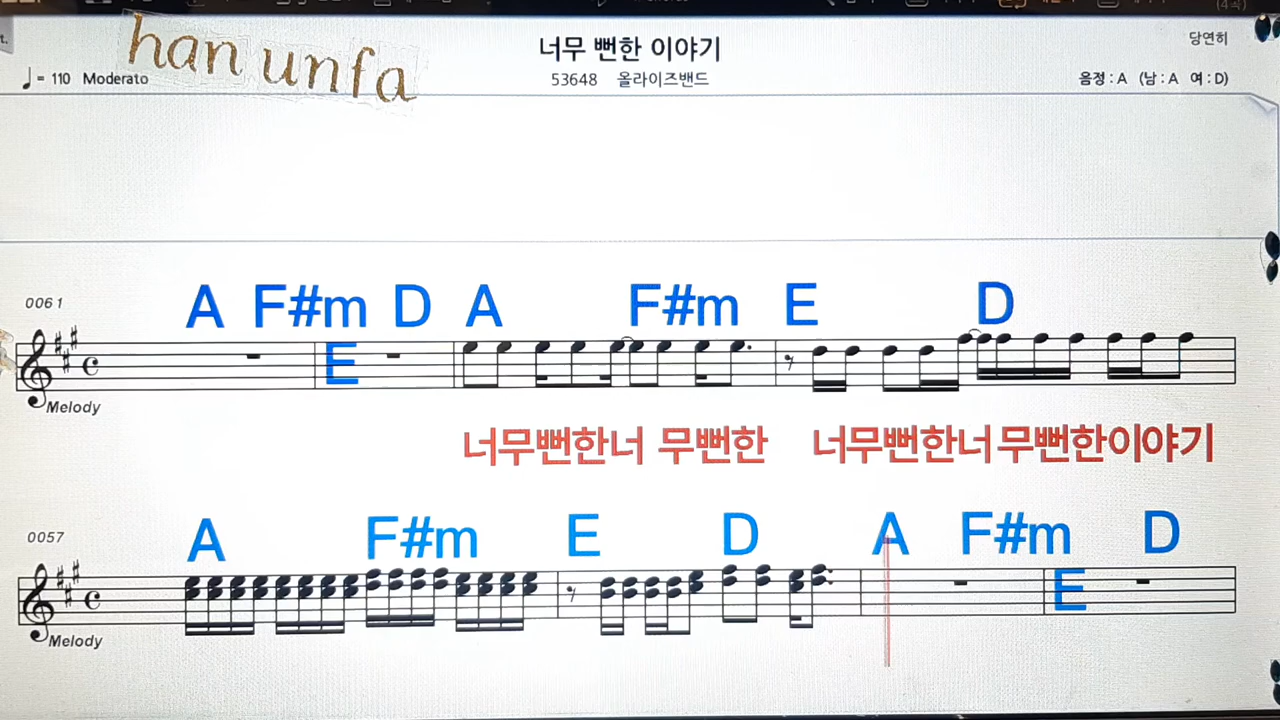 han unfa
너무 뻔한 이야기
당연히
♩ = 110 Moderato
53648 올라이즈밴드
음정 : A (남 : A 여 : D)
A F#m D A F#m E D
0061
E
Melody
너무뻔한너 무뻔한 너무뻔한너무뻔한이야기
A F#m E D A F#m D
0057
E
Melody